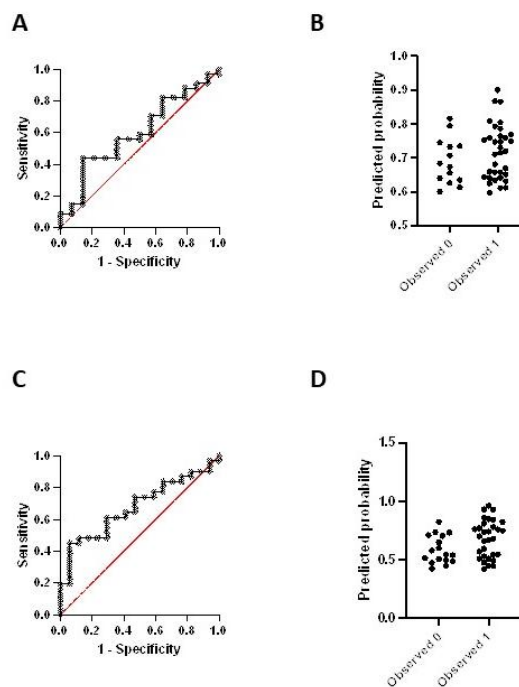 A
Sensitivity
1.0
0.8
0.6
0.4
0.2
0.0
0.0 0.2 0.4 0.6 0.8 1.0
1 - Specificity
B
Predicted probability
1.0
0.9
0.8
0.7
0.6
0.5
Observed 0
Observed 1
C
Sensitivity
1.0
0.8
0.6
0.4
0.2
0.0
0.0 0.2 0.4 0.6 0.8 1.0
1 - Specificity
D
Predicted probability
1.5
1.0
0.5
0.0
Observed 0
Observed 1